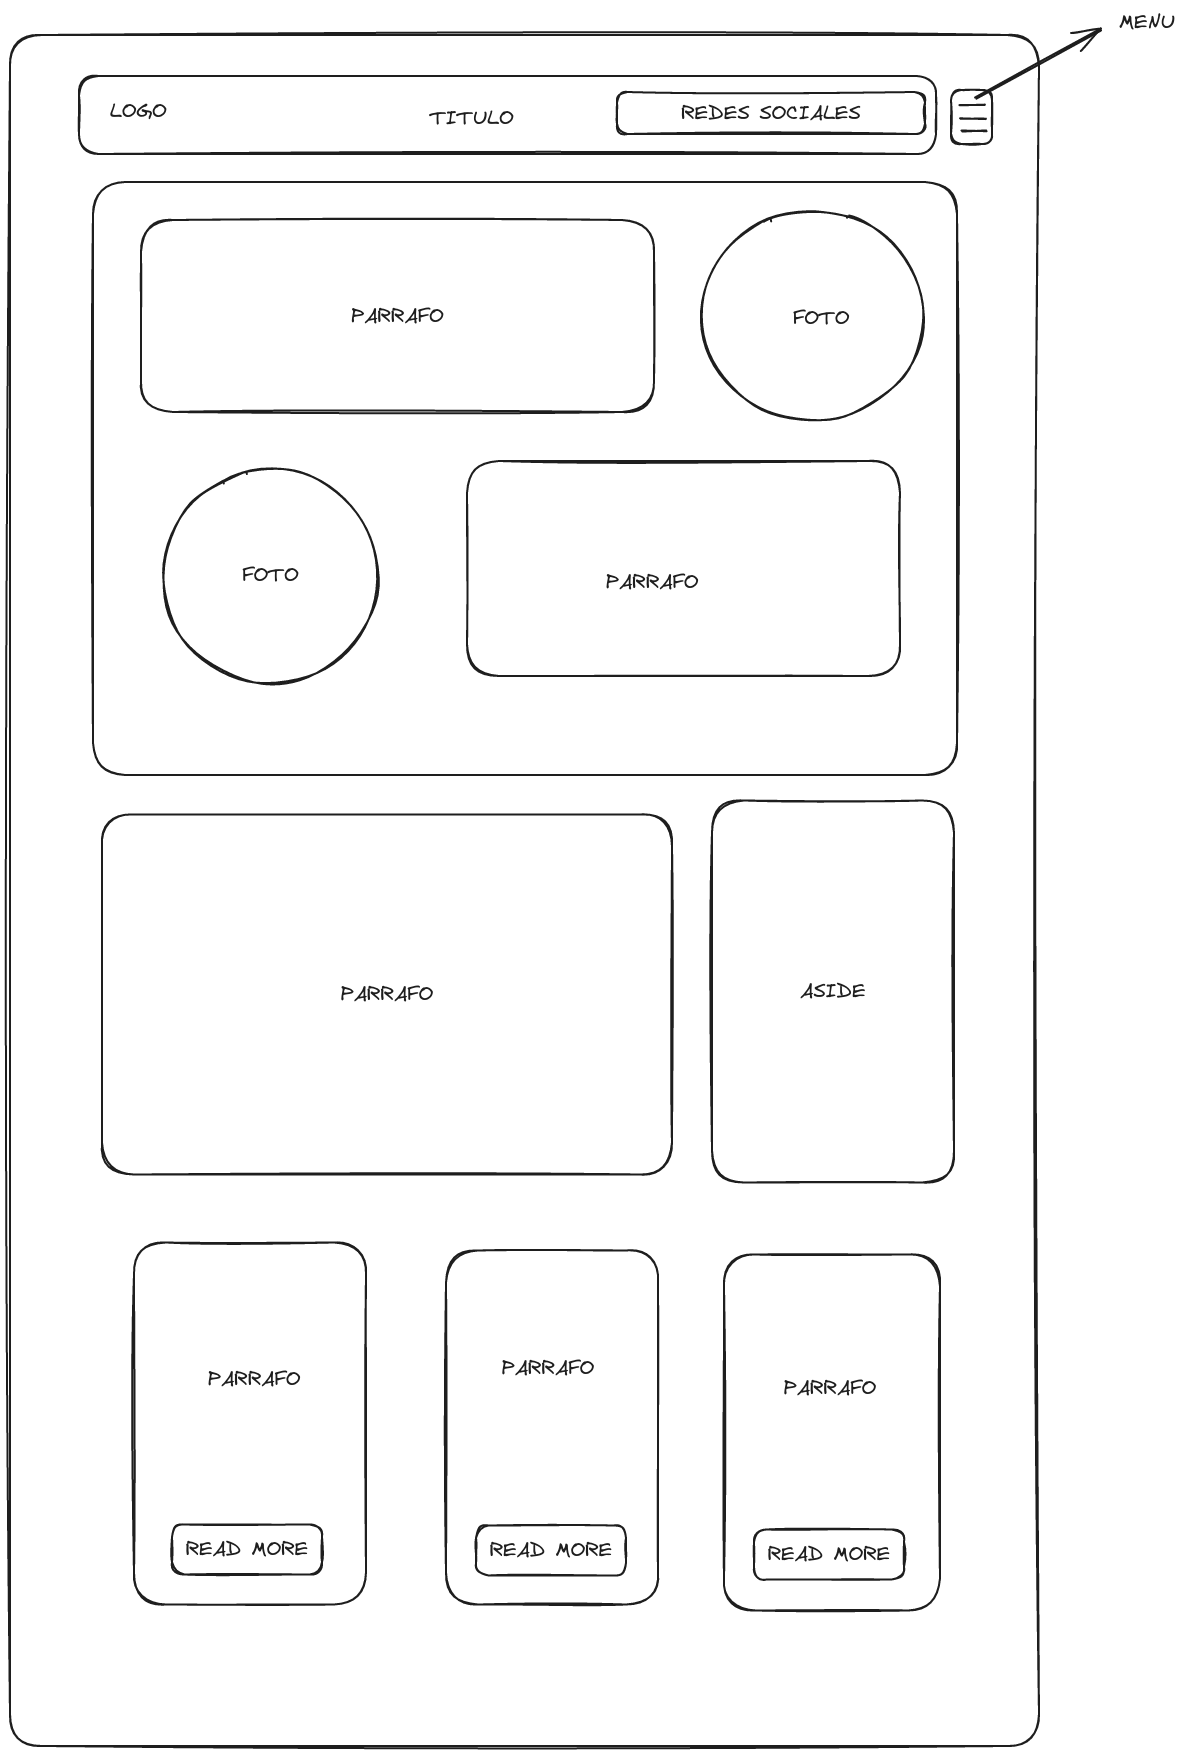 MENU
LOGO
TITULO
REDES SOCIALES
PARRAFO
FOTO
FOTO
PARRAFO
PARRAFO
ASIDE
PARRAFO
PARRAFO
PARRAFO
READ MORE
READ MORE
READ MORE